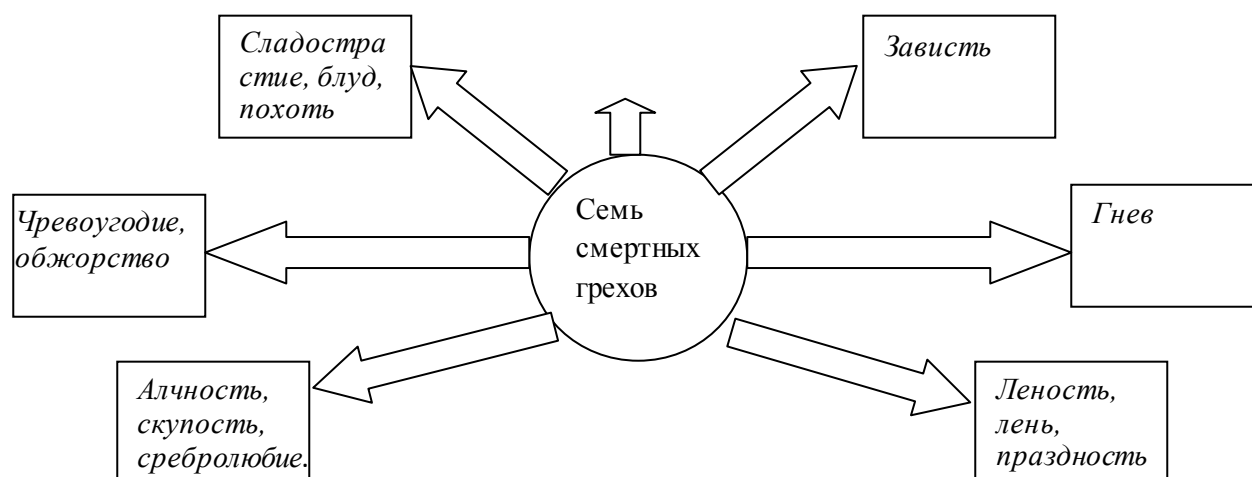 Сладостра
стие, блуд,
похоть
Зависть
Чревоугодие,
обжорство
Семь
смертных
грехов
Гнев
Алчность,
скупость,
сребролюбие.
Леность,
лень,
праздность